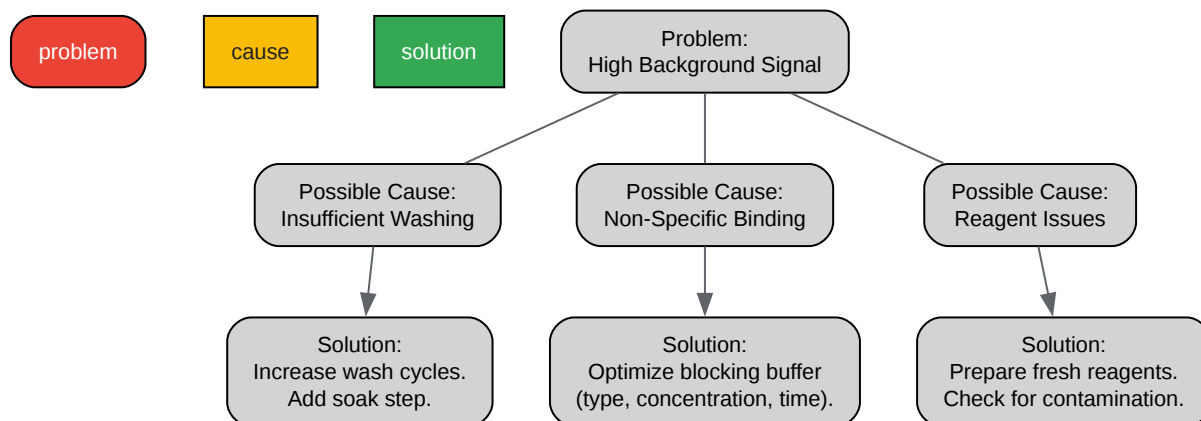 problem
cause
solution
Problem:
High Background Signal
Possible Cause:
Insufficient Washing
Possible Cause:
Non-Specific Binding
Possible Cause:
Reagent Issues
Solution:
Increase wash cycles.
Add soak step.
Solution:
Optimize blocking buffer
(type, concentration, time).
Solution:
Prepare fresh reagents.
Check for contamination.